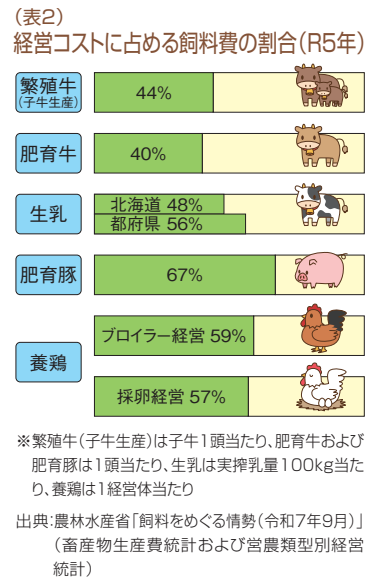 (表2)
経営コストに占める飼料費の割合(R5年)
繁殖牛
(子牛生産)
44%
肥育牛
40%
生乳
北海道 48%
都府県 56%
肥育豚
67%
養鶏
ブロイラー経営 59%
採卵経営 57%
※繁殖牛(子牛生産)は子牛1頭当たり、肥育牛および
肥育豚は1頭当たり、生乳は実搾乳量100kg当た
り、養鶏は1経営体当たり
出典:農林水産省「飼料をめぐる情勢(令和7年9月)」
(畜産物生産費統計および営農類型別経営
統計)